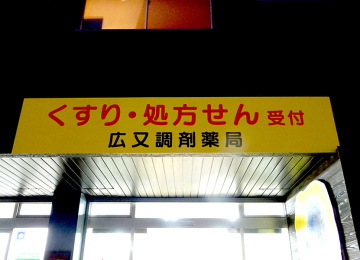 くすり・処方せん 受付
広又調剤薬局